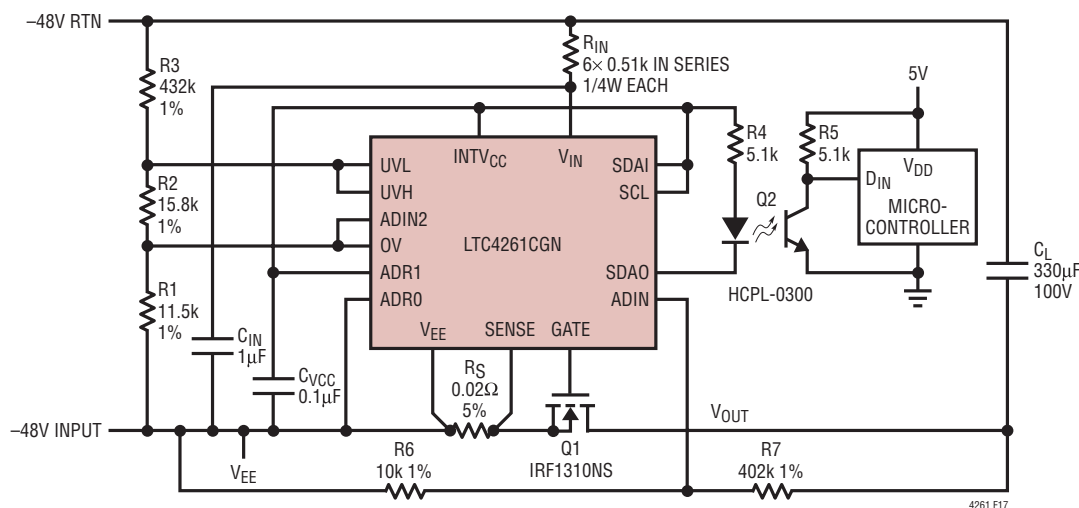 –48V RTN
R3
432k
1%
R2
15.8k
1%
R1
11.5k
1%
RIN
6× 0.51k IN SERIES
1/4W EACH
UVL
UVH
ADIN2
OV
ADR1
ADR0
INTVCC
VIN
SDAI
SCL
LTC4261CGN
SDAO
ADIN
VEE
SENSE
GATE
R4
5.1k
Q2
HCPL-0300
5V
R5
5.1k
VDD
DIN
MICRO-
CONTROLLER
CL
330µF
100V
CIN
1µF
CVCC
0.1µF
RS
0.02Ω
5%
–48V INPUT
VEE
Q1
IRF1310NS
VOUT
R6
10k 1%
R7
402k 1%
4261 F17